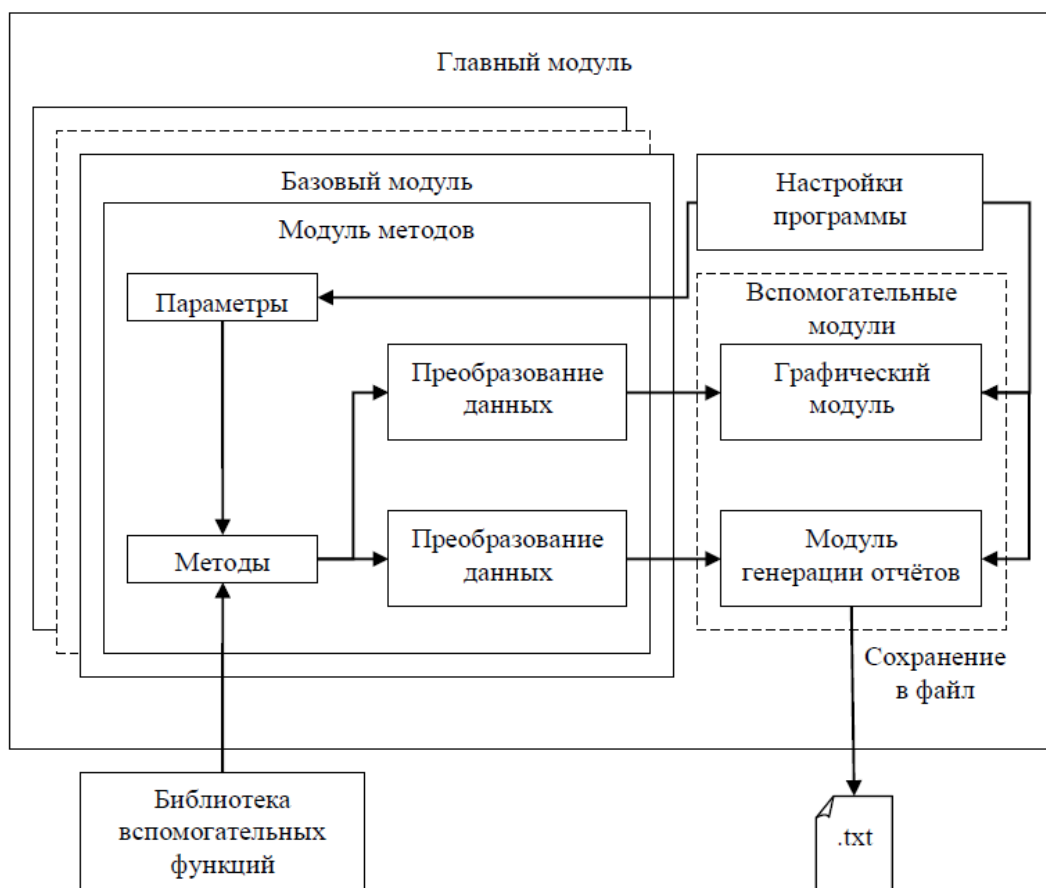 Главный модуль
Базовый модуль
Модуль методов
Настройки
программы
Параметры
Вспомогательные
модули
Преобразование
данных
Графический
модуль
Методы
Преобразование
данных
Модуль
генерации отчётов
Сохранение
в файл
Библиотека
вспомогательных
функций
.txt